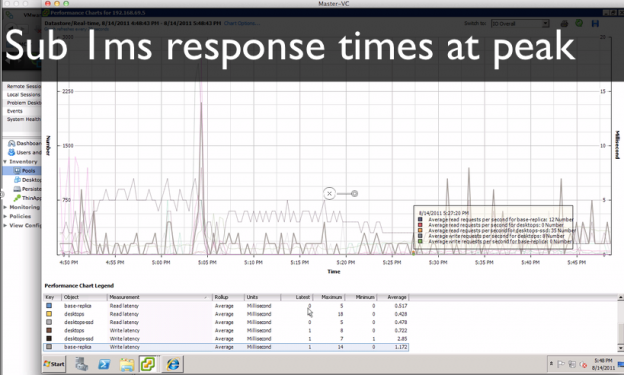 Master-VC
Performance Charts for 192.168.69.5
Datastore/Real-time, 8/14/2011 4:48:43 PM - 8/14/2011 5:48:43 PM Chart Options...
Switch to: IO Overall
Sub 1ms response times at peak
Remote Sessions
Local Sessions
Problem Deskt
Events
System Health
Dashboard
Users and
Inventory
Pools
Desktop
Persiste
ThinApp
Monitoring
Policies
View Config
Number
2250
1500
750
0
Millisecond
15
10
5
0
4:50 PM 4:55 PM 5:00 PM 5:05 PM 5:10 PM 5:15 PM 5:20 PM 5:25 PM 5:30 PM 5:35 PM 5:40 PM 5:45 PM
Time
8/14/2011 5:27:20 PM
Average read requests per second for base-replica: 12 Number
Average read requests per second for desktops: 0 Number
Average read requests per second for desktops-ssd: 35 Number
Average write requests per second for desktops: 8 Number
Average write requests per second for base-replica: 0 Number
Performance Chart Legend
Key Object Measurement Rollup Units Latest Maximum Minimum Average
base-replica Read latency Average Millisecond 0 5 0 0.517
desktops Read latency Average Millisecond 18 0 0.428
desktops-ssd Read latency Average Millisecond 0 5 0 0.478
desktops Write latency Average Millisecond 1 8 0 0.722
desktops-ssd Write latency Average Millisecond 1 7 1 2.85
base-replica Write latency Average Millisecond 1 14 0 1.172
Start
5:48 PM
8/14/2011